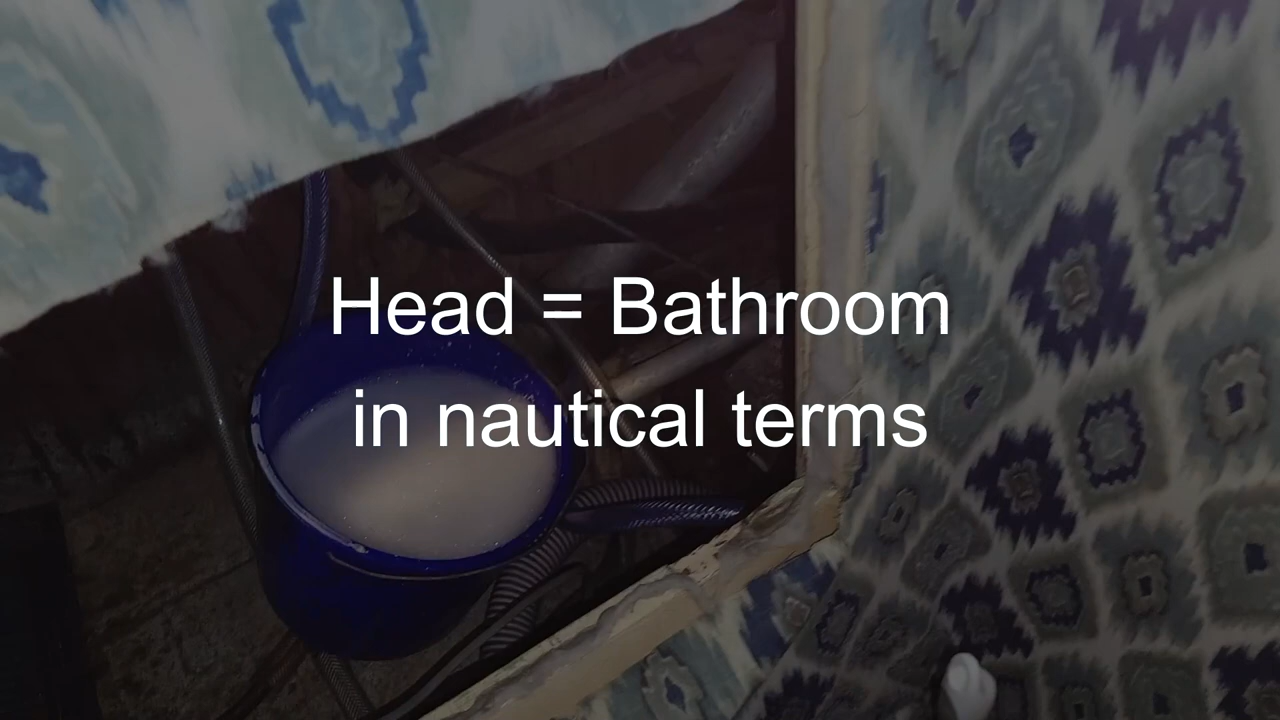 Head = Bathroom
in nautical terms